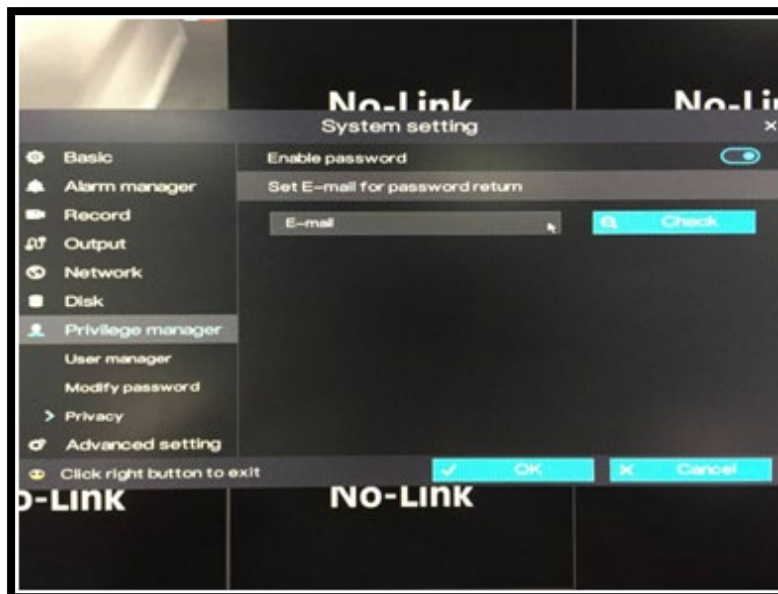 No-Link
No-Li
System setting
Basic
Enable password
Alarm manager
Set E-mail for password return
Record
E-mail
Check
Output
Network
Disk
Privilege manager
User manager
Modify password
Privacy
Advanced setting
Click right button to exit
OK
Cancel
o-Link
No-Link